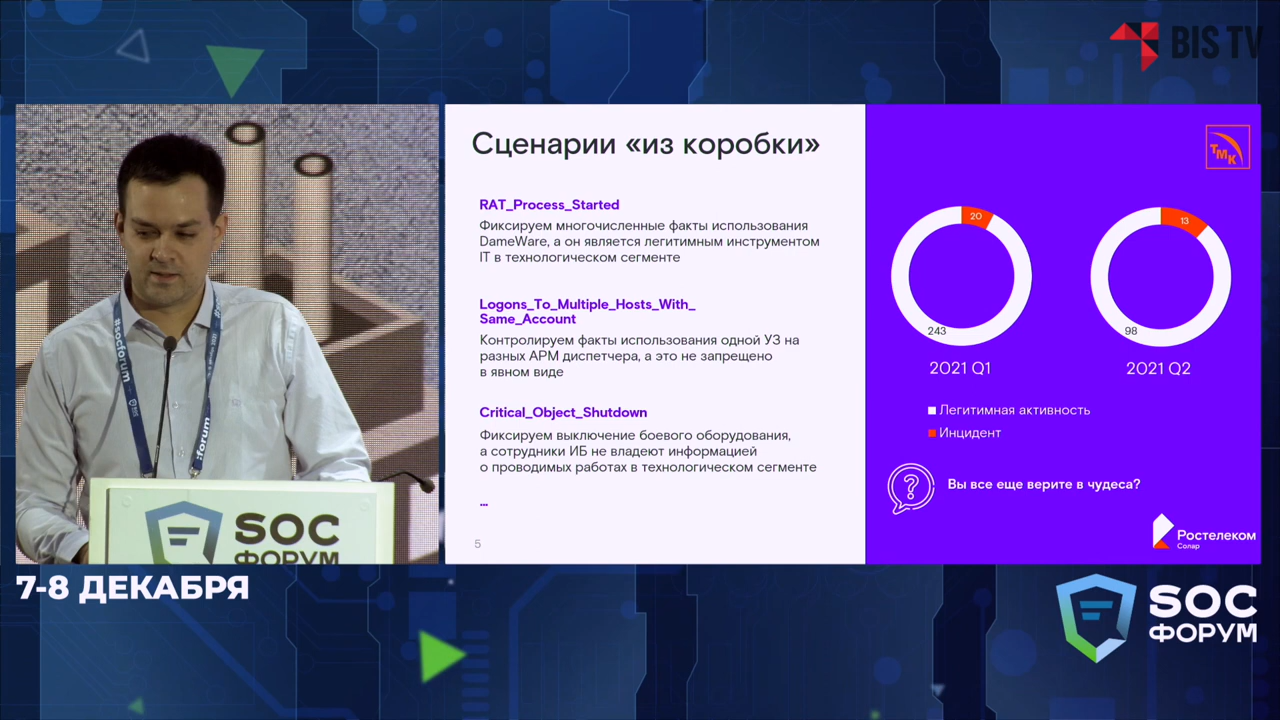 BIS TV
Сценарии «из коробки»
RAT_Process_Started
Фиксируем многочисленные факты использования
DameWare, а он является легитимным инструментом
IT в технологическом сегменте
Logons_To_Multiple_Hosts_With_
Same_Account
Контролируем факты использования одной УЗ на
разных АРМ диспетчера, а это не запрещено
в явном виде
Critical_Object_Shutdown
Фиксируем выключение боевого оборудования,
а сотрудники ИБ не владеют информацией
о проводимых работах в технологическом сегменте
...
5
ТМК
20
243
2021 Q1
13
98
2021 Q2
Легитимная активность
Инцидент
Вы все еще верите в чудеса?
Ростелеком
Солар
#socforum
forum
SOC
ФОРУМ
7-8 ДЕКАБРЯ
SOC
ФОРУМ